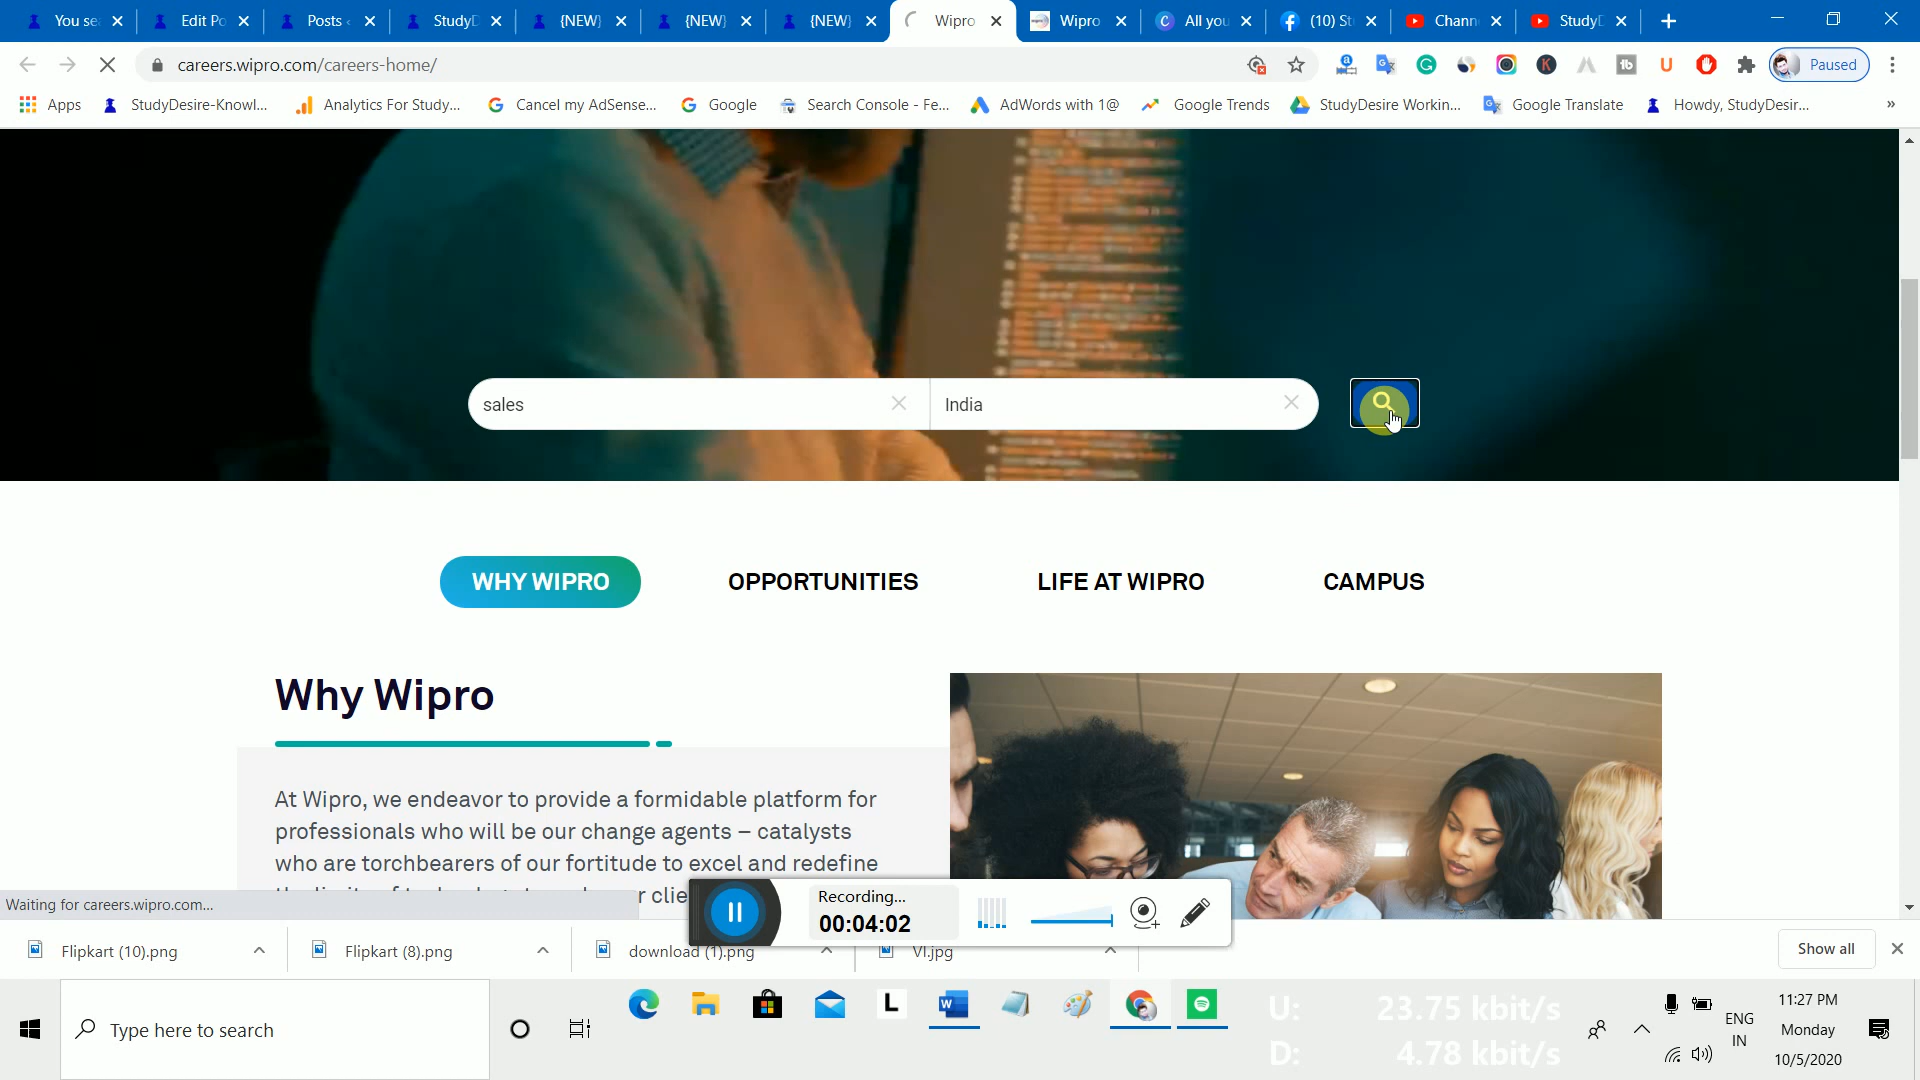 You se
Edit Po
Posts ‹
StudyD
{NEW}
{NEW}
{NEW}
Wipro
Wipro
All you
(10) St
Chann
StudyD
careers.wipro.com/careers-home/
Paused
Apps
StudyDesire-Knowl...
Analytics For Study...
Cancel my AdSense...
Google
Search Console - Fe...
AdWords with 1@
Google Trends
StudyDesire Workin...
Google Translate
Howdy, StudyDesir...
»
sales
India
WHY WIPRO
OPPORTUNITIES
LIFE AT WIPRO
CAMPUS
Why Wipro
At Wipro, we endeavor to provide a formidable platform for
professionals who will be our change agents – catalysts
who are torchbearers of our fortitude to excel and redefine
Waiting for careers.wipro.com...
Recording...
00:04:02
Flipkart (10).png
Flipkart (8).png
download (1).png
VI.jpg
Show all
Type here to search
U: 23.75 kbit/s
D: 4.78 kbit/s
ENG
IN
11:27 PM
Monday
10/5/2020